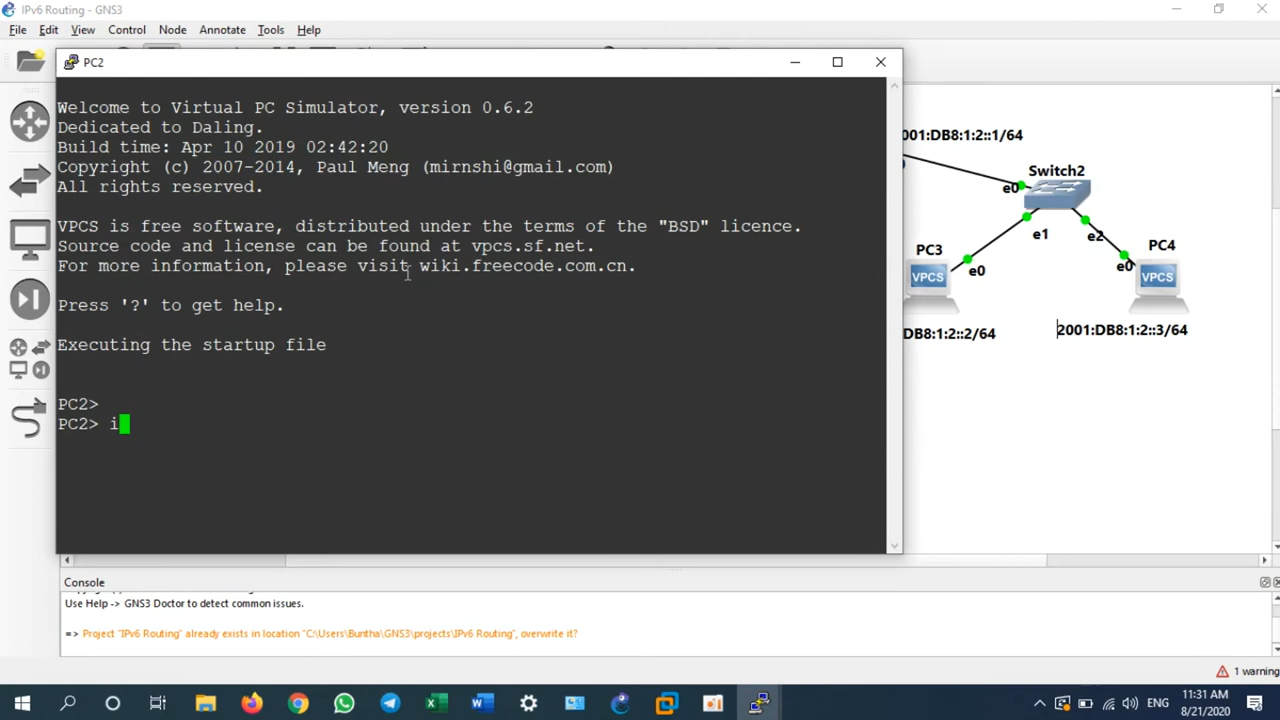 IPv6 Routing - GNS3
File Edit View Control Node Annotate Tools Help
PC2
Welcome to Virtual PC Simulator, version 0.6.2
Dedicated to Daling.
Build time: Apr 10 2019 02:42:20
Copyright (c) 2007-2014, Paul Meng (mirnshi@gmail.com)
All rights reserved.
VPCS is free software, distributed under the terms of the "BSD" licence.
Source code and license can be found at vpcs.sf.net.
For more information, please visit wiki.freecode.com.cn.
Press '?' to get help.
Executing the startup file
PC2>
PC2> i
001:DB8:1:2::1/64
Switch2
e0
e1
e2
PC3
e0
VPCS
PC4
e0
VPCS
DB8:1:2::2/64
2001:DB8:1:2::3/64
Console
Use Help -> GNS3 Doctor to detect common issues.
=> Project "IPv6 Routing" already exists in location "C:\Users\Buntha\GNS3\projects\IPv6 Routing", overwrite it?
1 warning
ENG
11:31 AM
8/21/2020